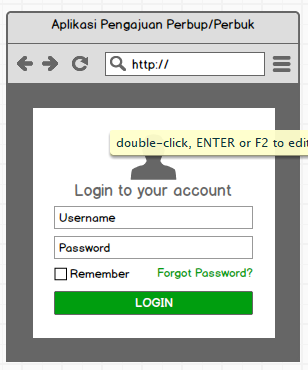 Aplikasi Pengajuan Perbup/Perbuk
http://
double-click, ENTER or F2 to edit
Login to your account
Username
Password
Remember Forgot Password?
LOGIN